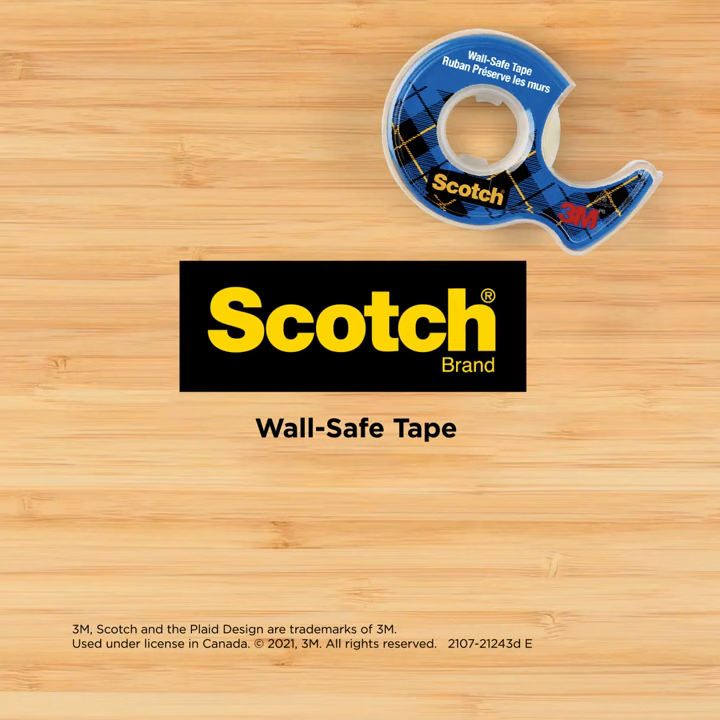 Wall-Safe Tape
Ruban Préserve les murs
Scotch
3M
Scotch®
Brand
Wall-Safe Tape
3M, Scotch and the Plaid Design are trademarks of 3M.
Used under license in Canada. © 2021, 3M. All rights reserved. 2107-21243d E